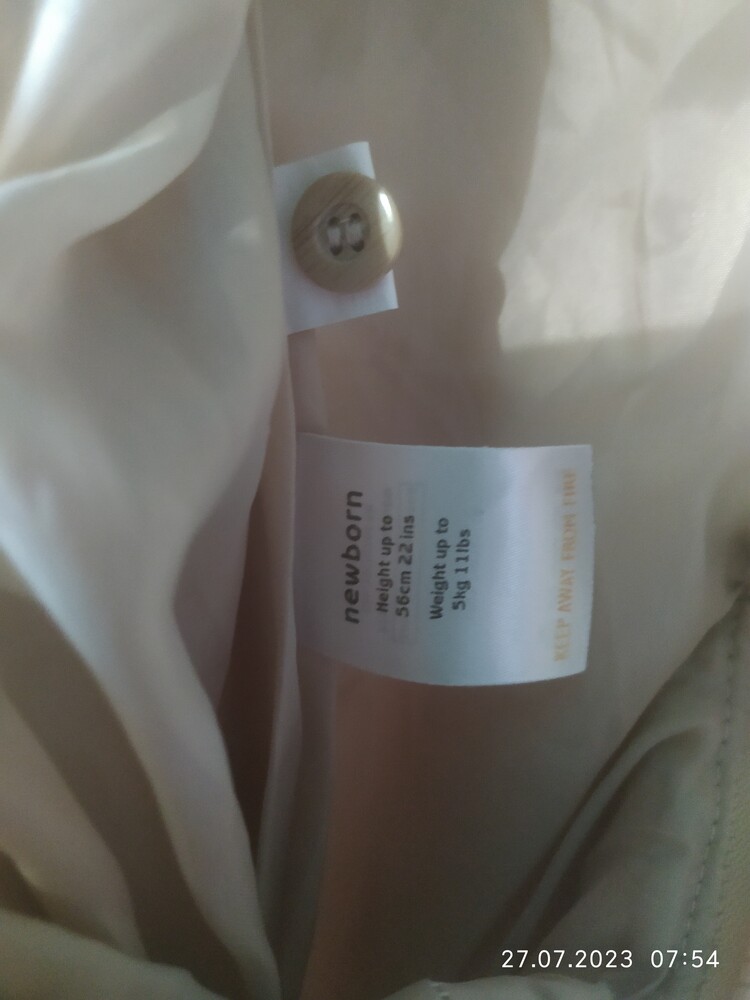 newborn
Height up to
56cm 22ins
Weight up to
5kg 11lbs
KEEP AWAY FROM FIRE
27.07.2023 07:54